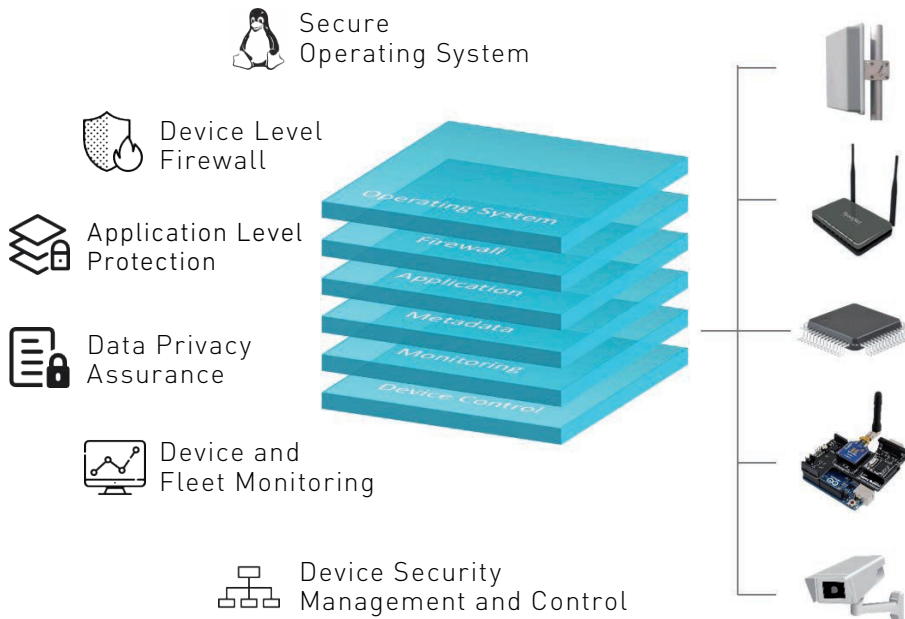 Secure
Operating System
Device Level
Firewall
Application Level
Protection
Data Privacy
Assurance
Device and
Fleet Monitoring
Device Security
Management and Control
Operating System
Firewall
Application
Metadata
Monitoring
Device Control